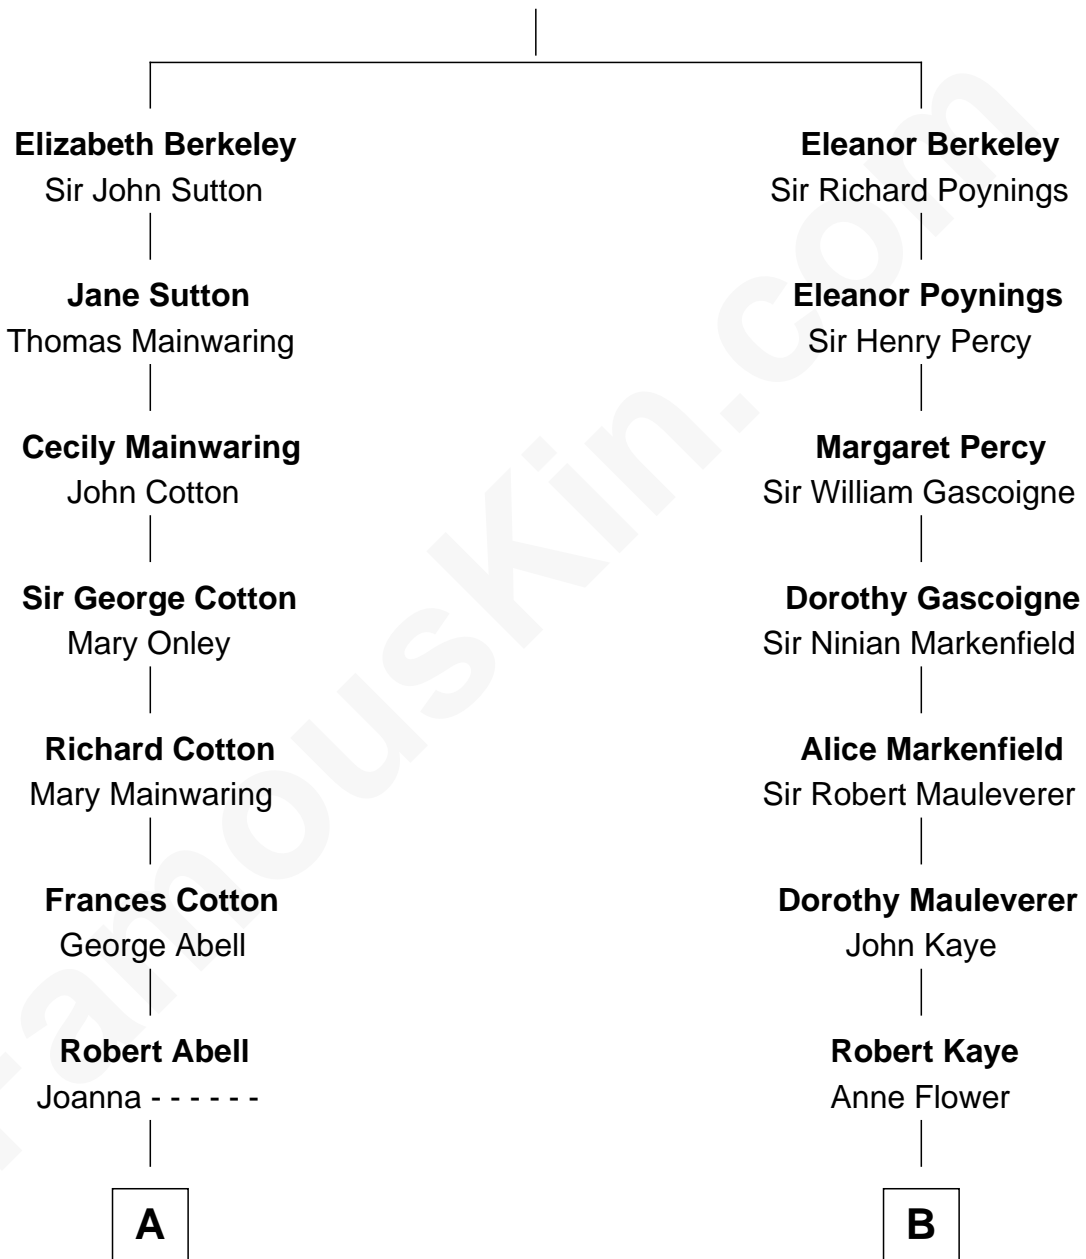 Elizabeth Berkeley
Sir John Sutton
Jane Sutton
Thomas Mainwaring
Cecily Mainwaring
John Cotton
Sir George Cotton
Mary Onley
Richard Cotton
Mary Mainwaring
Frances Cotton
George Abell
Robert Abell
Joanna - - - - - -
A
Eleanor Berkeley
Sir Richard Poynings
Eleanor Poynings
Sir Henry Percy
Margaret Percy
Sir William Gascoigne
Dorothy Gascoigne
Sir Ninian Markenfield
Alice Markenfield
Sir Robert Mauleverer
Dorothy Mauleverer
John Kaye
Robert Kaye
Anne Flower
B
FamousKin.com